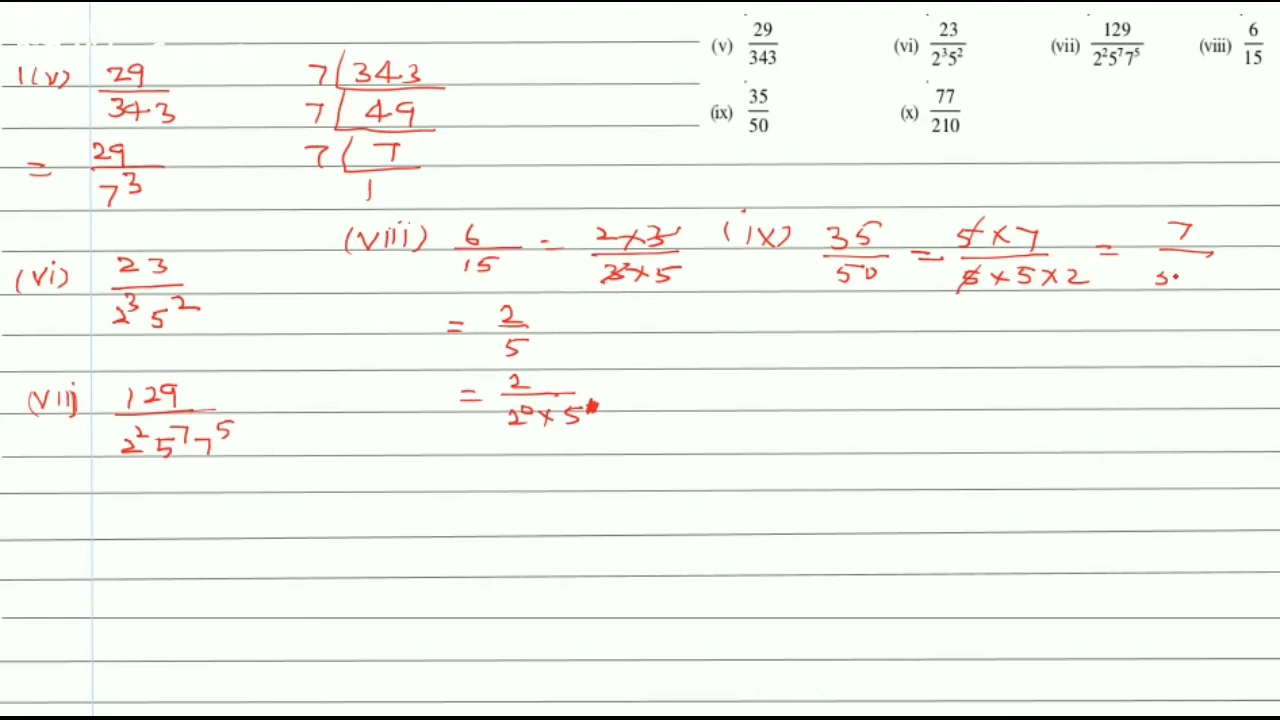 (v) 29/343 (vi) 23/2³5² (vii) 129/2²5⁷7⁵ (viii) 6/15
(ix) 35/50 (x) 77/210
1(v) 29/343
= 29/7³
7 | 343
7 | 49
7 | 7
1
(vi) 23/2³5²
(vii) 129/2²5⁷7⁵
(viii) 6/15 = 2×3/3×5
= 2/5
= 2/2⁰×5
(ix) 35/50 = 5×7/5×5×2 = 7/5